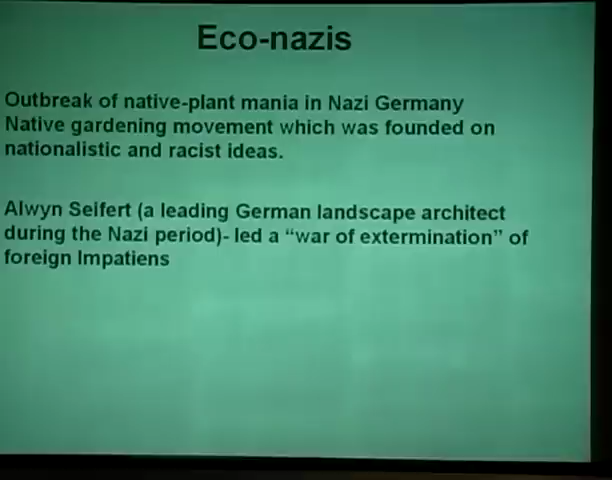 Eco-nazis
Outbreak of native-plant mania in Nazi Germany
Native gardening movement which was founded on
nationalistic and racist ideas.
Alwyn Seifert (a leading German landscape architect
during the Nazi period)- led a “war of extermination” of
foreign Impatiens